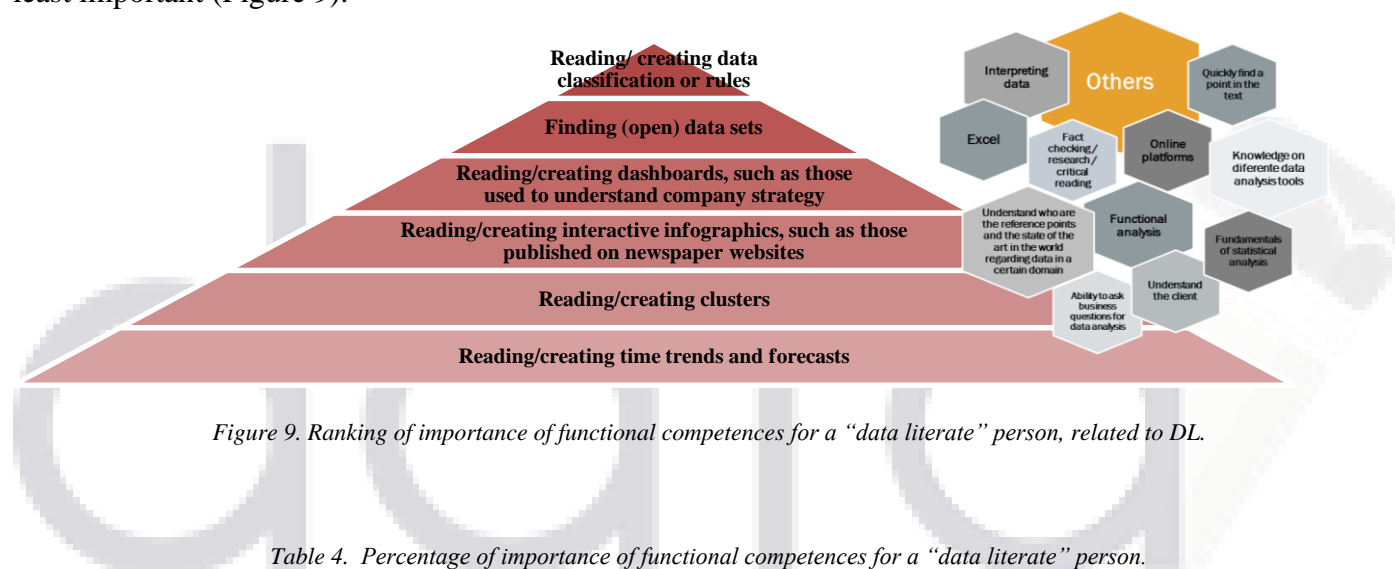 least important (Figure 9).
Reading/ creating data
classification or rules
Finding (open) data sets
Reading/creating dashboards, such as those
used to understand company strategy
Reading/creating interactive infographics, such as those
published on newspaper websites
Reading/creating clusters
Reading/creating time trends and forecasts
Others
Interpreting
data
Quickly find a
point in the
text
Excel
Fact
checking/
research/
critical
reading
Online
platforms
Knowledge on
diferente data
analysis tools
Understand who are
the reference points
and the state of the
art in the world
regarding data in a
certain domain
Functional
analysis
Fundamentals
of statistical
analysis
Ability to ask
business
questions for
data analysis
Understand
the client
Figure 9. Ranking of importance of functional competences for a “data literate” person, related to DL.
Table 4.  Percentage of importance of functional competences for a “data literate” person.